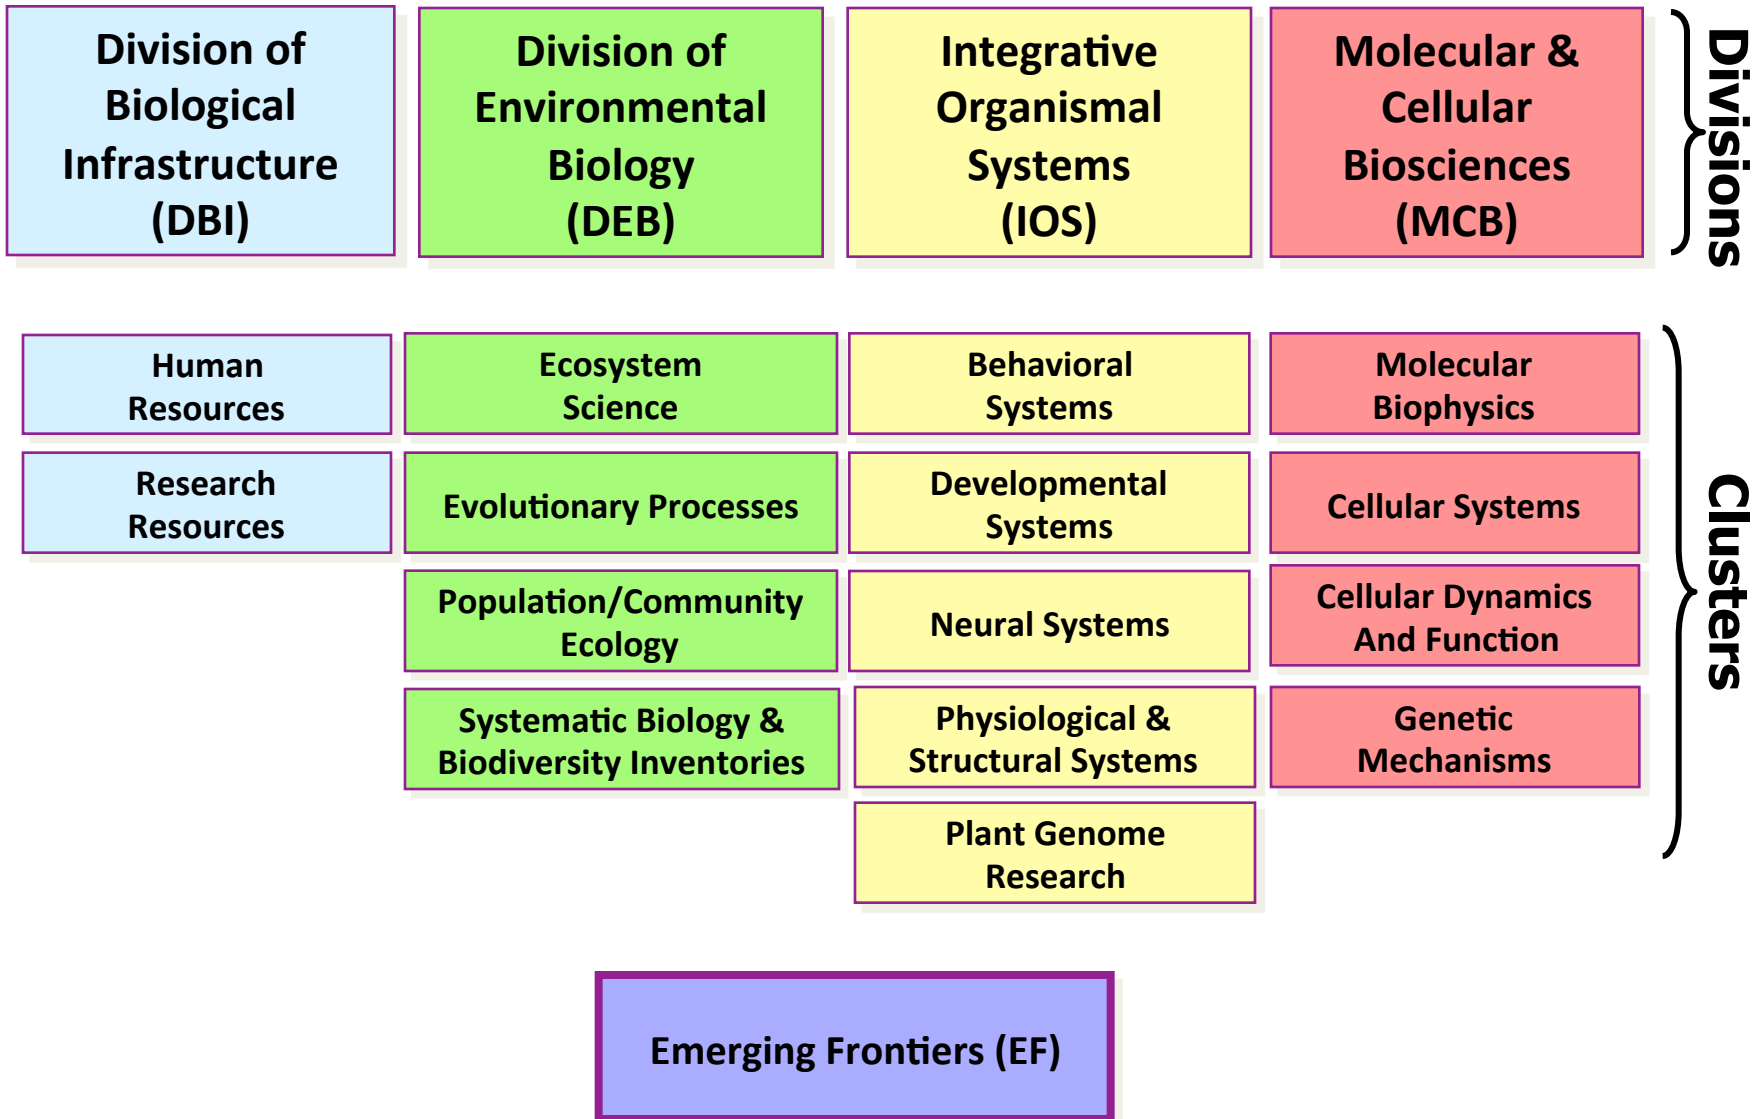 Division of
Biological
Infrastructure
(DBI)
Division of
Environmental
Biology
(DEB)
Integrative
Organismal
Systems
(IOS)
Molecular &
Cellular
Biosciences
(MCB)
Divisions
Human
Resources
Ecosystem
Science
Behavioral
Systems
Molecular
Biophysics
Research
Resources
Evolutionary Processes
Developmental
Systems
Cellular Systems
Population/Community
Ecology
Neural Systems
Cellular Dynamics
And Function
Systematic Biology &
Biodiversity Inventories
Physiological &
Structural Systems
Genetic
Mechanisms
Plant Genome
Research
Clusters
Emerging Frontiers (EF)